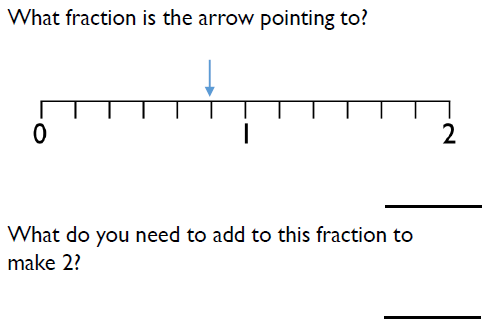 What fraction is the arrow pointing to?
0 1 2
What do you need to add to this fraction to
make 2?